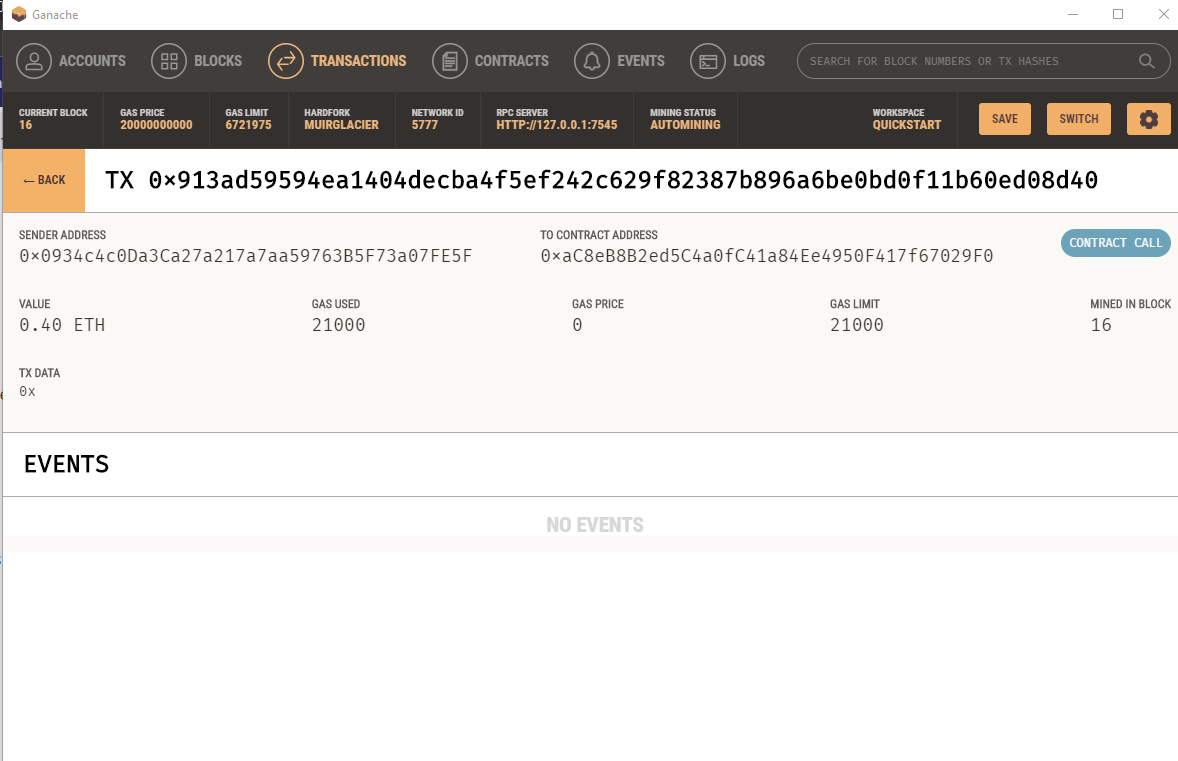 Ganache
ACCOUNTS BLOCKS TRANSACTIONS CONTRACTS EVENTS LOGS SEARCH FOR BLOCK NUMBERS OR TX HASHES
CURRENT BLOCK GAS PRICE GAS LIMIT HARDFORK NETWORK ID RPC SERVER MINING STATUS WORKSPACE
16 20000000000 6721975 MUIRGLACIER 5777 HTTP://127.0.0.1:7545 AUTOMINING QUICKSTART SAVE SWITCH
← BACK TX 0×913ad59594ea1404decba4f5ef242c629f82387b896a6be0bd0f11b60ed08d40
SENDER ADDRESS TO CONTRACT ADDRESS
0×0934c4c0Da3Ca27a217a7aa59763B5F73a07FE5F 0×aC8eB8B2ed5C4a0fC41a84Ee4950F417f67029F0 CONTRACT CALL
VALUE GAS USED GAS PRICE GAS LIMIT MINED IN BLOCK
0.40 ETH 21000 0 21000 16
TX DATA
0x
EVENTS
NO EVENTS